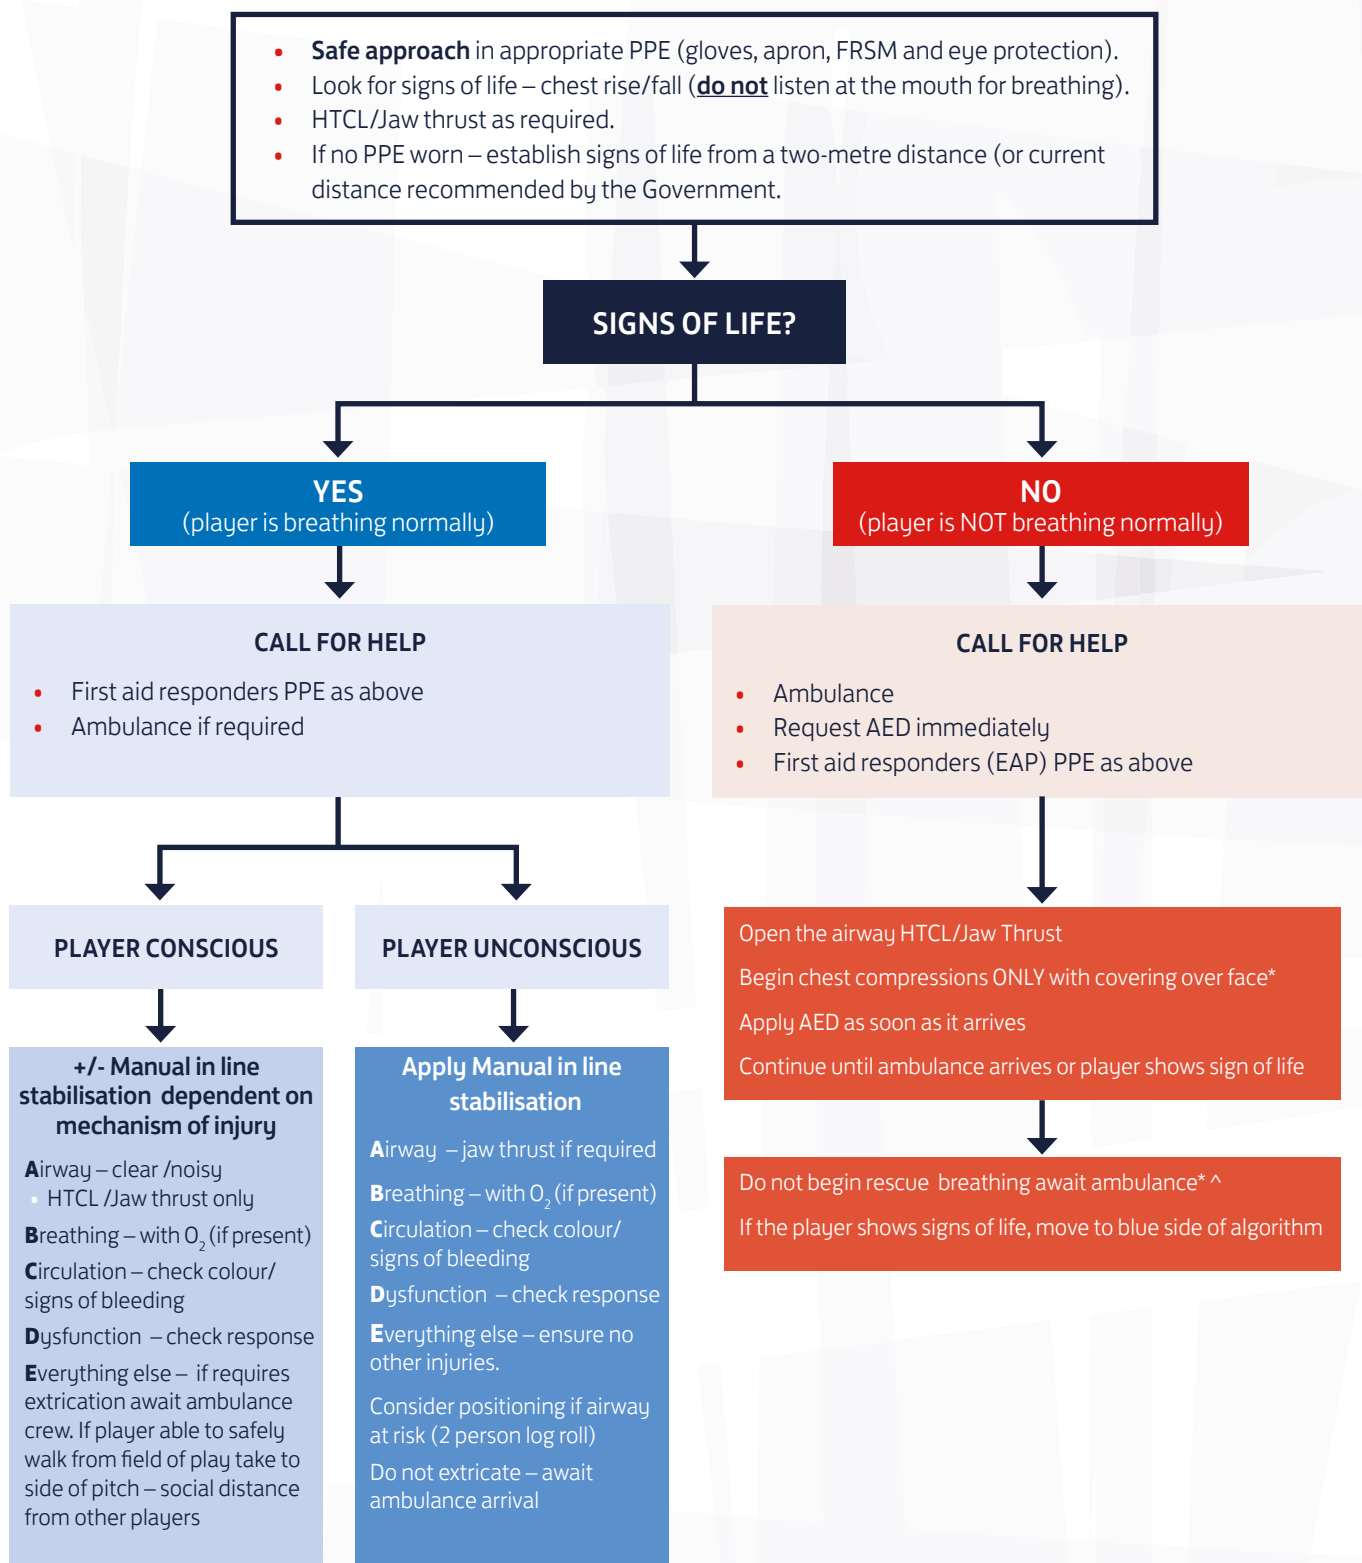 • Safe approach in appropriate PPE (gloves, apron, FRSM and eye protection).
• Look for signs of life – chest rise/fall (do not listen at the mouth for breathing).
• HTCL/Jaw thrust as required.
• If no PPE worn – establish signs of life from a two-metre distance (or current
distance recommended by the Government.
SIGNS OF LIFE?
YES
(player is breathing normally)
CALL FOR HELP
• First aid responders PPE as above
• Ambulance if required
PLAYER CONSCIOUS
+/- Manual in line
stabilisation dependent on
mechanism of injury
Airway – clear /noisy
• HTCL /Jaw thrust only
Breathing – with O₂ (if present)
Circulation – check colour/
signs of bleeding
Dysfunction – check response
Everything else – if requires
extrication await ambulance
crew. If player able to safely
walk from field of play take to
side of pitch – social distance
from other players
PLAYER UNCONSCIOUS
Apply Manual in line
stabilisation
Airway – jaw thrust if required
Breathing – with O₂ (if present)
Circulation – check colour/
signs of bleeding
Dysfunction – check response
Everything else – ensure no
other injuries.
Consider positioning if airway
at risk (2 person log roll)
Do not extricate – await
ambulance arrival
NO
(player is NOT breathing normally)
CALL FOR HELP
• Ambulance
• Request AED immediately
• First aid responders (EAP) PPE as above
Open the airway HTCL/Jaw Thrust
Begin chest compressions ONLY with covering over face*
Apply AED as soon as it arrives
Continue until ambulance arrives or player shows sign of life
Do not begin rescue breathing await ambulance* ^
If the player shows signs of life, move to blue side of algorithm